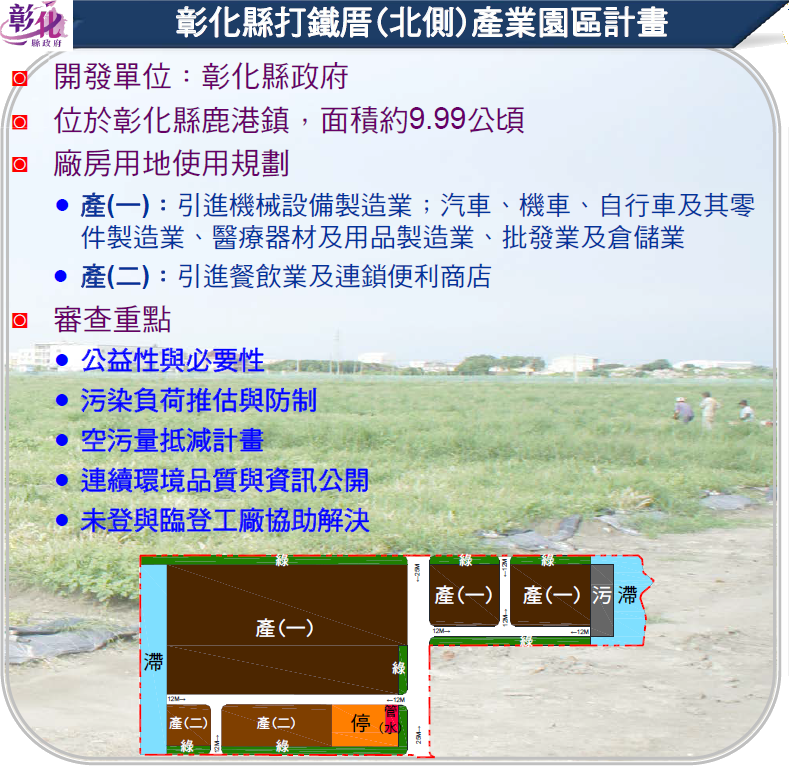 彰化
縣政府
彰化縣打鐵厝(北側)產業園區計畫
開發單位：彰化縣政府
位於彰化縣鹿港鎮，面積約9.99公頃
廠房用地使用規劃
產(一)：引進機械設備製造業；汽車、機車、自行車及其零
件製造業、醫療器材及用品製造業、批發業及倉儲業
產(二)：引進餐飲業及連鎖便利商店
審查重點
公益性與必要性
污染負荷推估與防制
空污量抵減計畫
連續環境品質與資訊公開
未登與臨登工廠協助解決
綠
綠
綠
←25M
←12M
產(一)
產(一)
污
滯
產(一)
12M→
12M→
←12M
綠
滯
綠
12M→
←12M
產(二)
產(二)
停
管
(水)
綠
12M→
綠
25M→